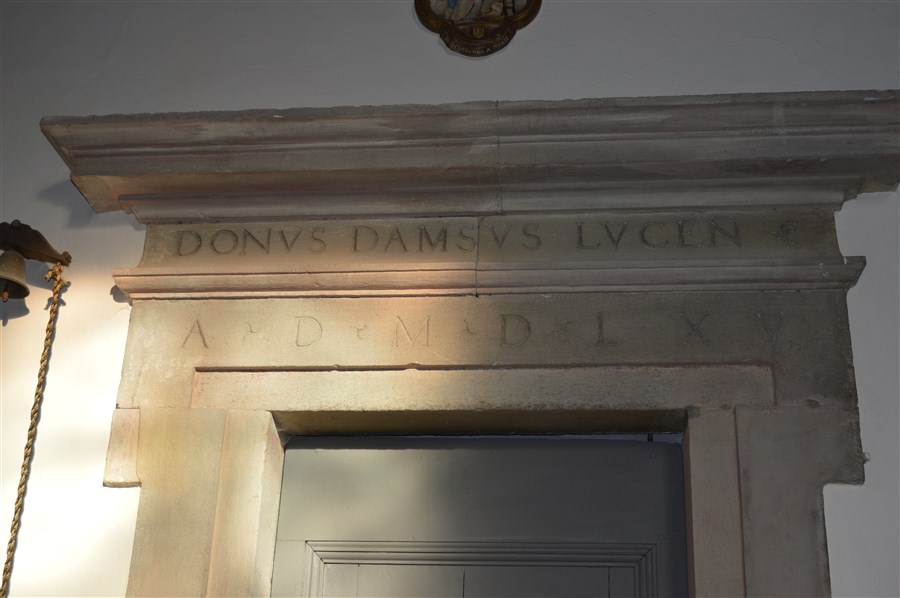 DONVS DAMSVS LVCEN
A D M D L X V